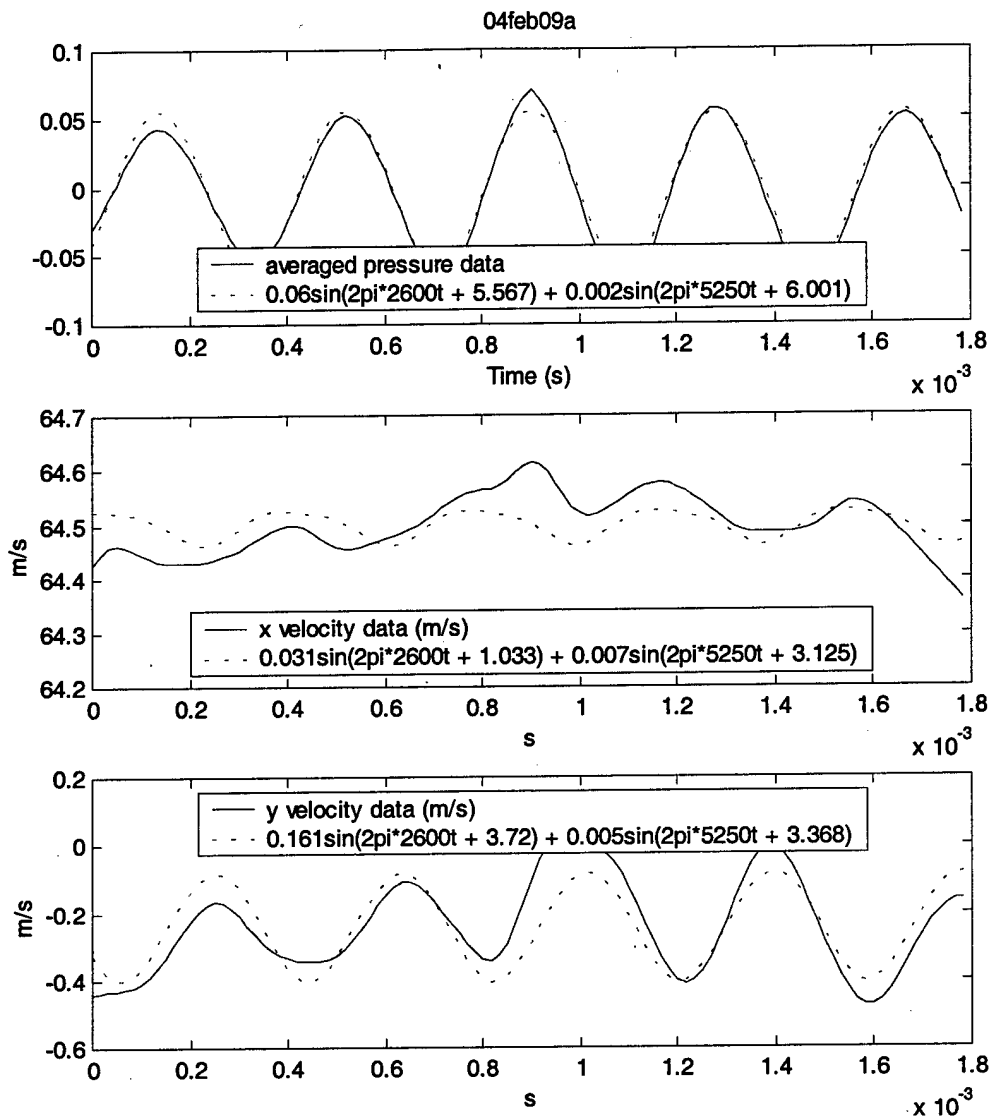 04feb09a
0.1
0.05
0
-0.05
-0.1
averaged pressure data
0.06sin(2pi*2600t + 5.567) + 0.002sin(2pi*5250t + 6.001)
0 0.2 0.4 0.6 0.8 1 1.2 1.4 1.6 1.8
Time (s)
x 10-3
64.7
64.6
64.5
64.4
64.3
64.2
m/s
x velocity data (m/s)
0.031sin(2pi*2600t + 1.033) + 0.007sin(2pi*5250t + 3.125)
0 0.2 0.4 0.6 0.8 1 1.2 1.4 1.6 1.8
s
x 10-3
0.2
0
-0.2
-0.4
-0.6
m/s
y velocity data (m/s)
0.161sin(2pi*2600t + 3.72) + 0.005sin(2pi*5250t + 3.368)
0 0.2 0.4 0.6 0.8 1 1.2 1.4 1.6 1.8
s
x 10-3